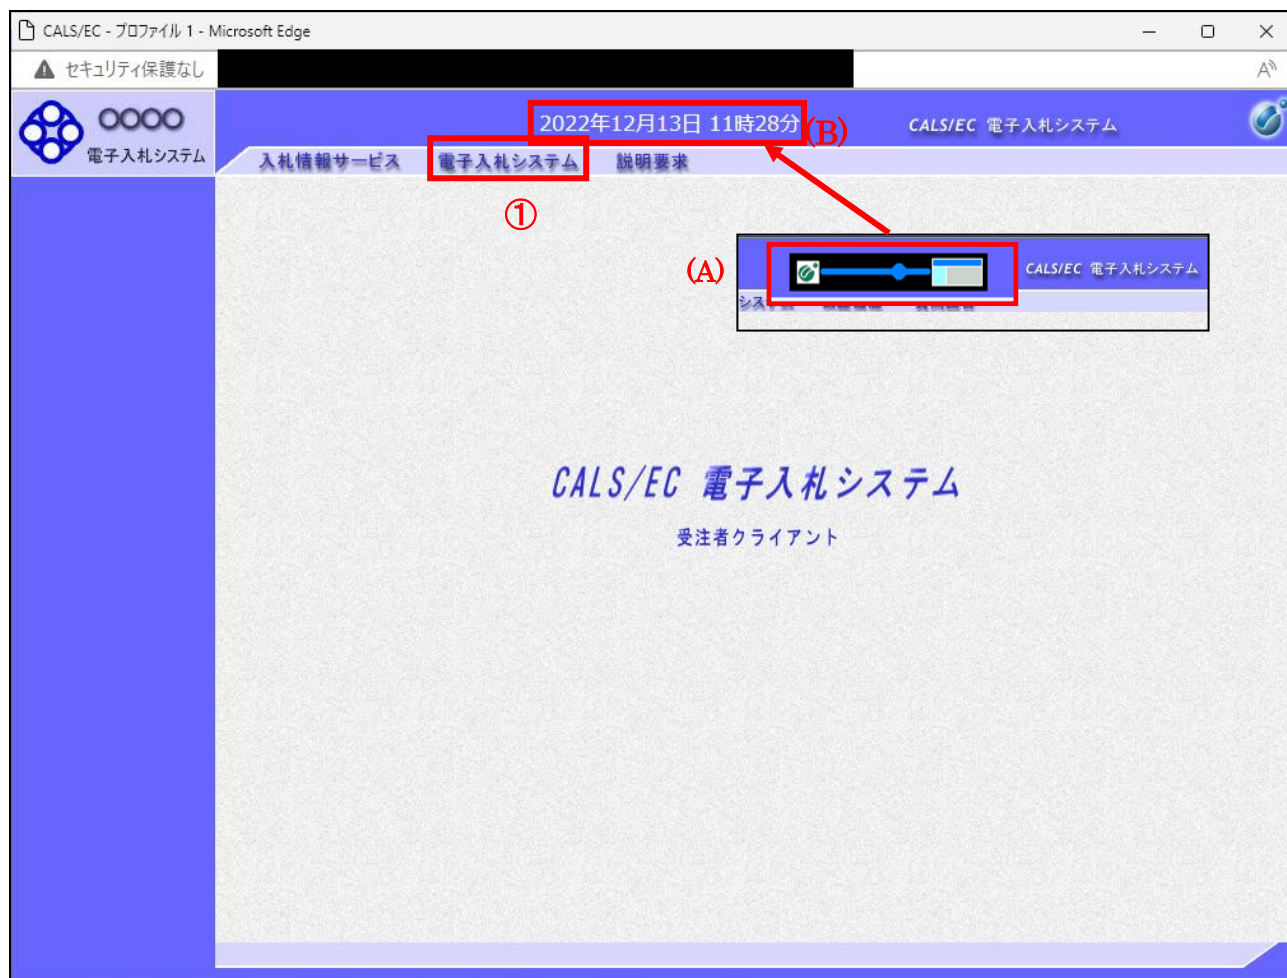 CALS/EC - プロファイル 1 - Microsoft Edge
セキュリティ保護なし
〇〇〇〇
電子入札システム
2022年12月13日 11時28分
(B)
CALS/EC 電子入札システム
入札情報サービス 電子入札システム 説明要求
①
(A)
CALS/EC 電子入札システム
CALS/EC 電子入札システム
受注者クライアント